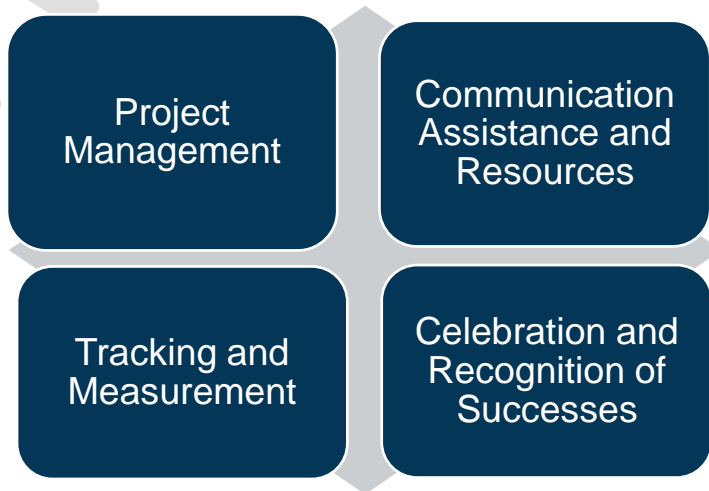 Project
Management
Communication
Assistance and
Resources
Tracking and
Measurement
Celebration and
Recognition of
Successes